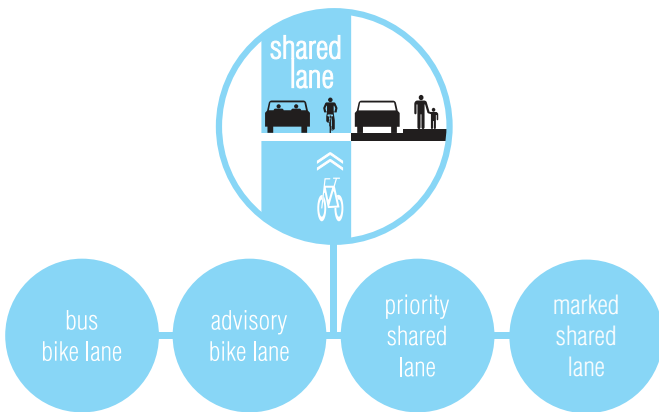 shared
lane
bus
bike lane
advisory
bike lane
priority
shared
lane
marked
shared
lane